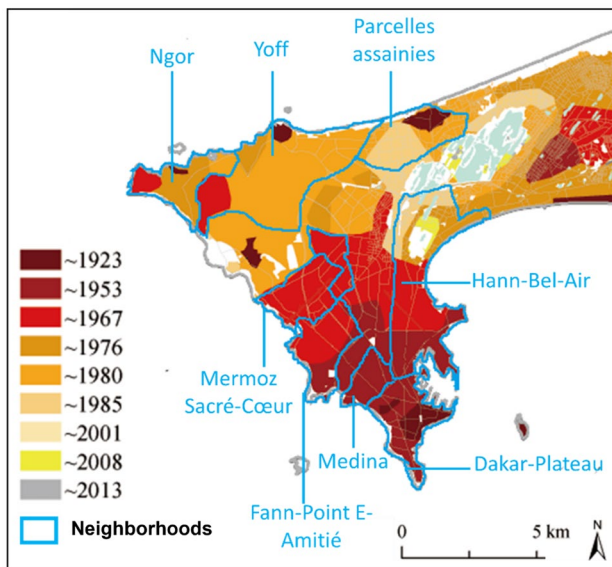 Ngor
Yoff
Parcelles
assainies
~1923
~1953
~1967
~1976
~1980
~1985
~2001
~2008
~2013
Neighborhoods
Hann-Bel-Air
Mermoz
Sacré-Cœur
Medina
Dakar-Plateau
Fann-Point E-
Amitié
0
5 km
N